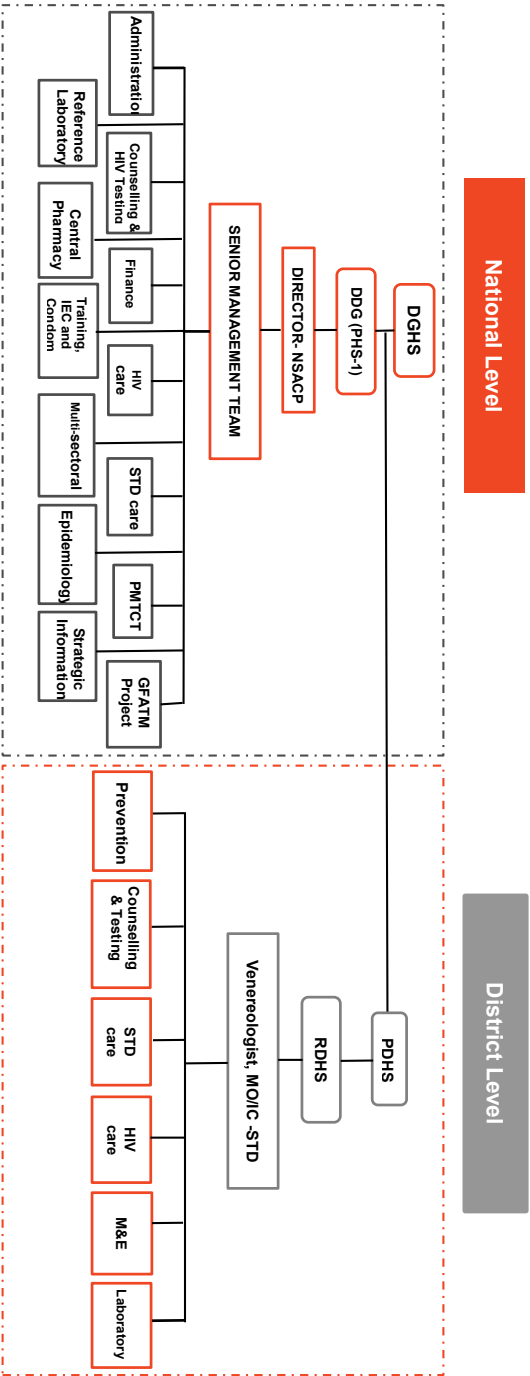 National Level
District Level
DGHS
DDG (PHS-1)
DIRECTOR- NSACP
SENIOR MANAGEMENT TEAM
Administration
Reference
Laboratory
Counselling &
HIV Testing
Central
Pharmacy
Finance
Training,
IEC and
Condom
HIV
care
Multi-sectoral
STD care
Epidemiology
PMTCT
Strategic
Information
GFATM
Project
PDHS
RDHS
Venereologist, MO/IC -STD
Prevention
Counselling
& Testing
STD
care
HIV
care
M&E
Laboratory